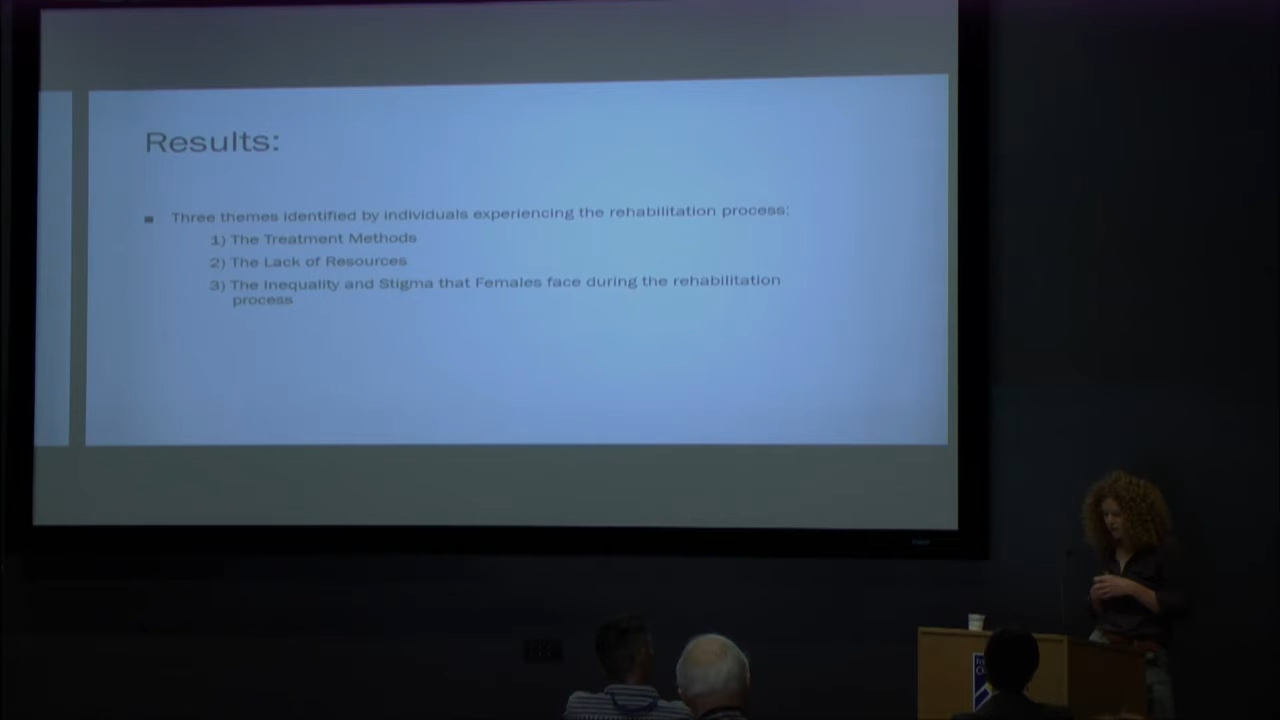 Results:
▪ Three themes identified by individuals experiencing the rehabilitation process:
1) The Treatment Methods
2) The Lack of Resources
3) The Inequality and Stigma that Females face during the rehabilitation
process